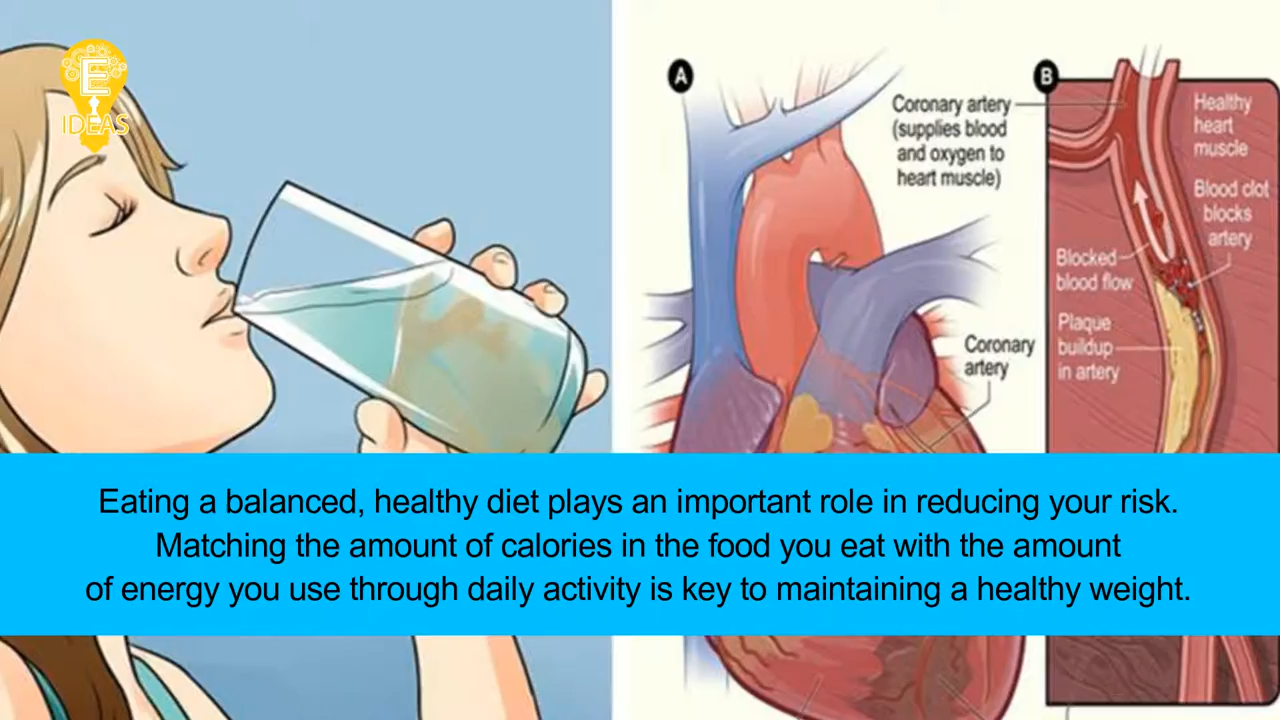 E
IDEAS
A
Coronary artery
(supplies blood
and oxygen to
heart muscle)
B
Healthy
heart
muscle
Blood clot
blocks
artery
Blocked
blood flow
Plaque
buildup
in artery
Coronary
artery
Eating a balanced, healthy diet plays an important role in reducing your risk.
Matching the amount of calories in the food you eat with the amount
of energy you use through daily activity is key to maintaining a healthy weight.